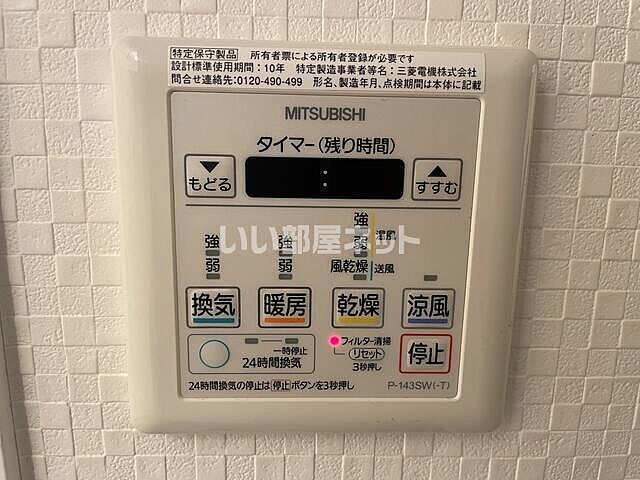 特定保守製品 所有者票による所有者登録が必要です
設計標準使用期間：10年 特定製造事業者等名：三菱電機株式会社
問合せ連絡先:0120-490-499 形名、製造年月、点検期間は本体に記載
MITSUBISHI
タイマー(残り時間)
▼ もどる
:
▲ すすむ
強
弱
強
弱
強
弱
温風
風乾燥
送風
いい部屋ネット
換気
暖房
乾燥
涼風
一時停止
24時間換気
フィルター清掃
リセット
3秒押し
停止
24時間換気の停止は停止ボタンを3秒押し
P-143SW(-T)